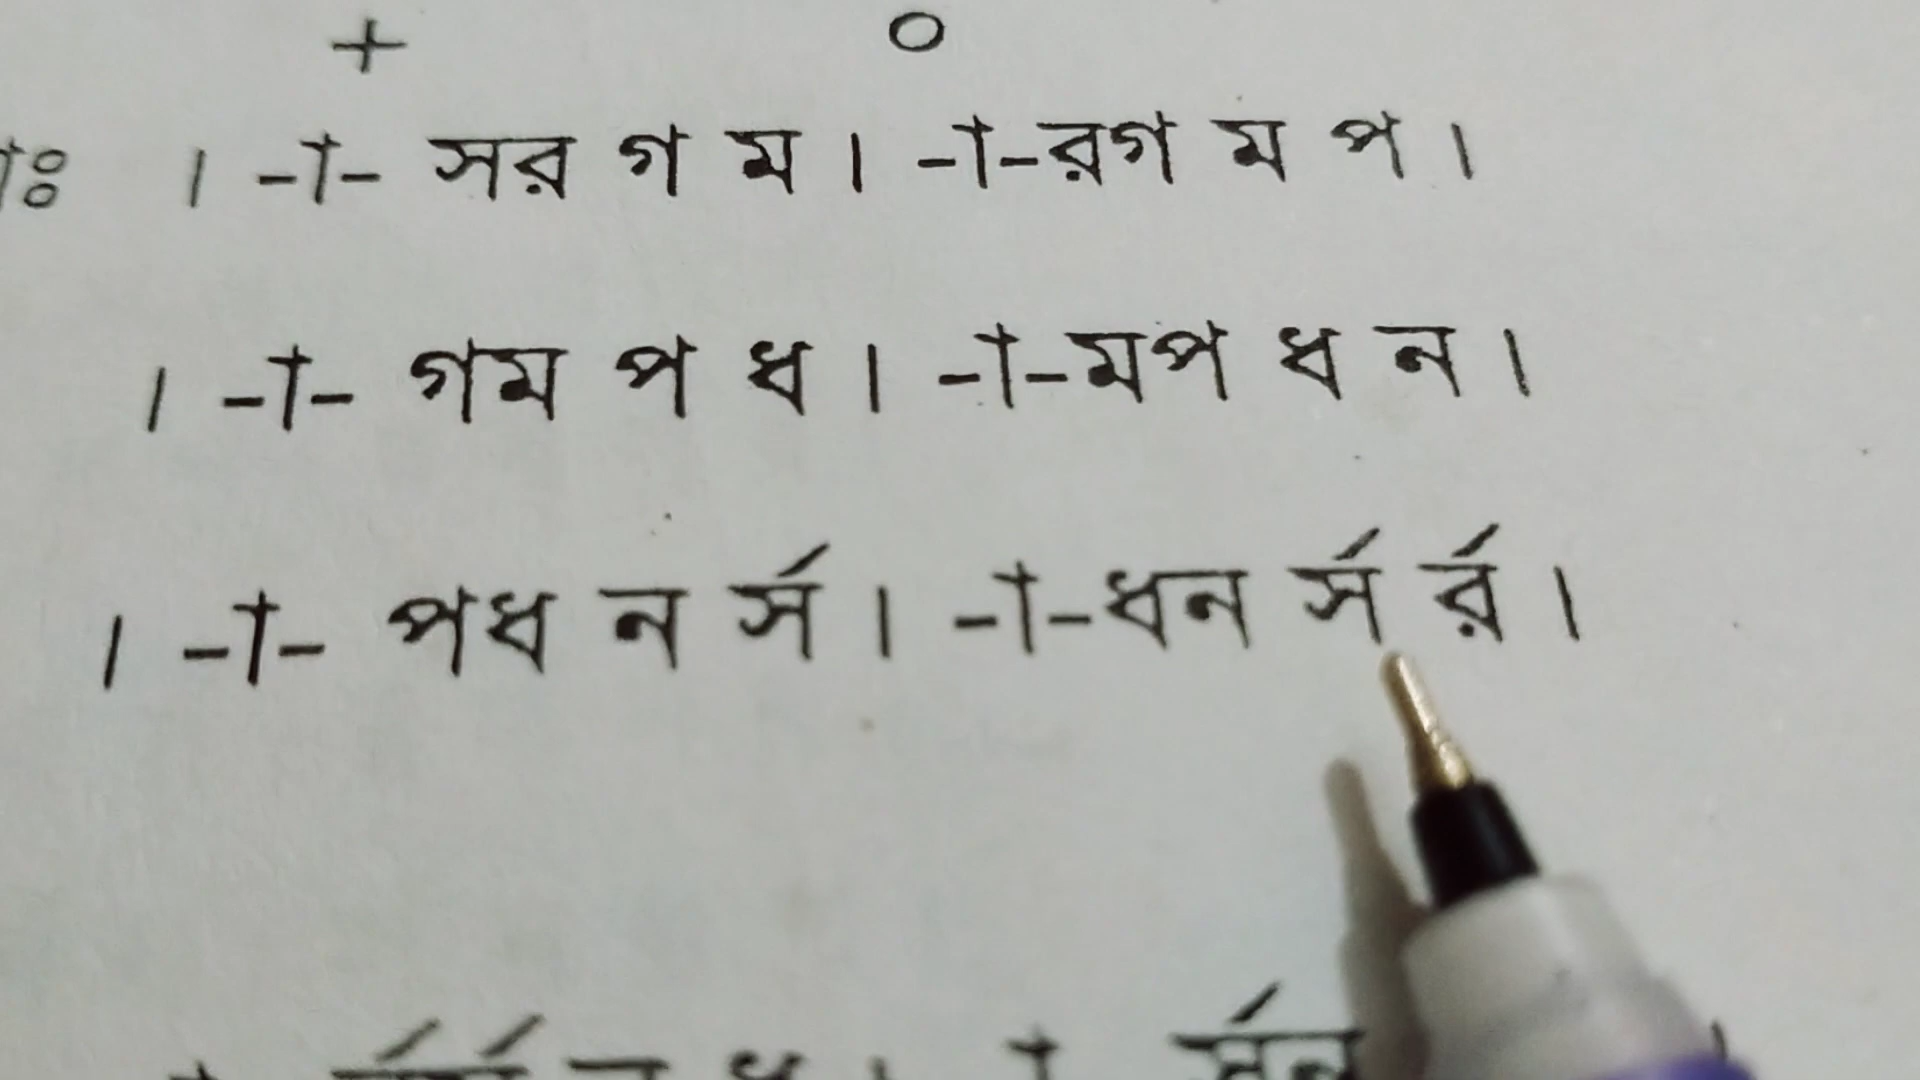 + ০
। -া- সর গ ম । -া-রগ ম প ।
। -া- গম প ধ । -া-মপ ধ ন ।
। -া- পধ ন র্স । -া-ধন র্স র্র ।